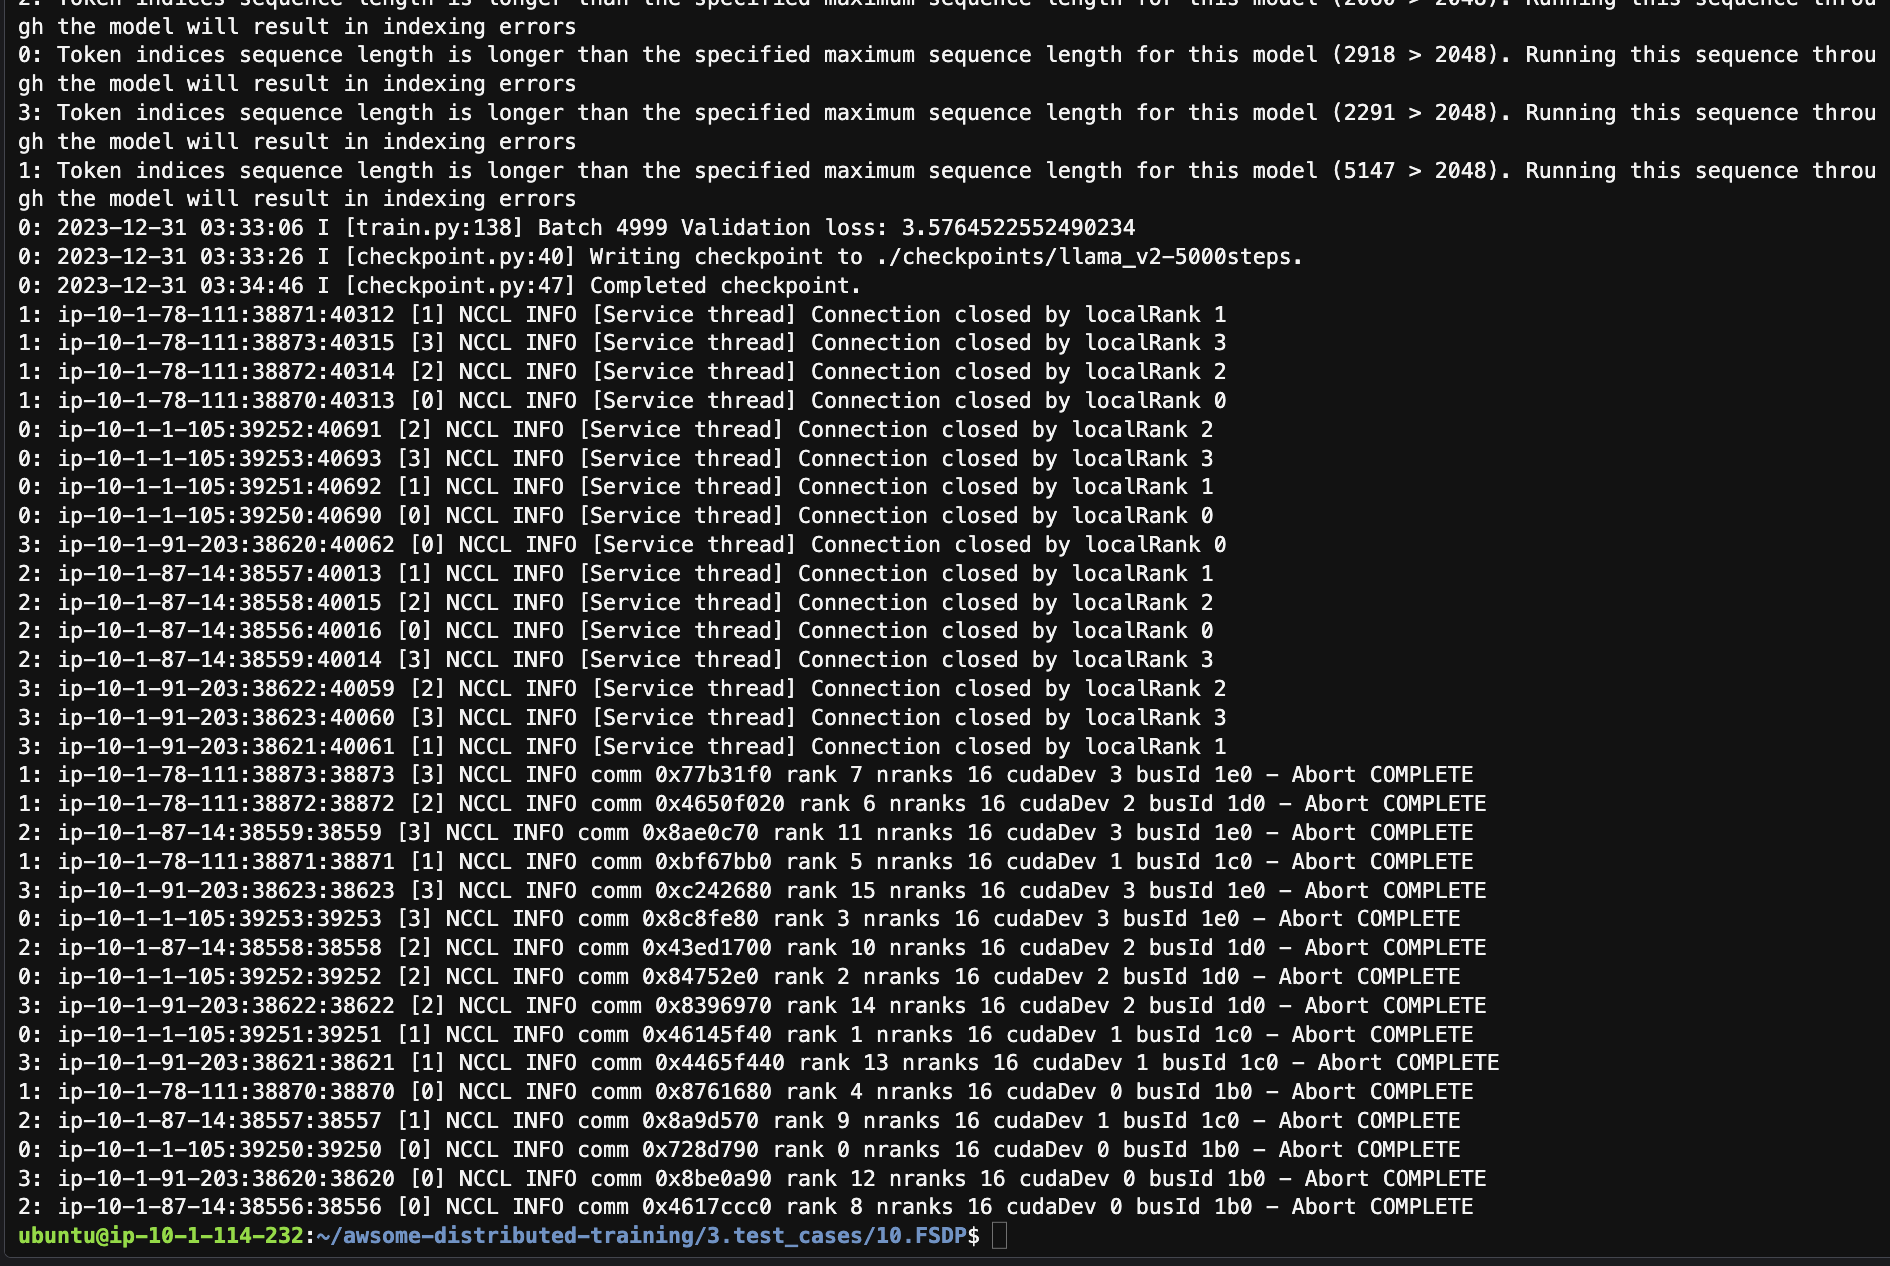 2: Token indices sequence length is longer than the specified maximum sequence length for this model (2060 > 2048). Running this sequence throu
gh the model will result in indexing errors
0: Token indices sequence length is longer than the specified maximum sequence length for this model (2918 > 2048). Running this sequence throu
gh the model will result in indexing errors
3: Token indices sequence length is longer than the specified maximum sequence length for this model (2291 > 2048). Running this sequence throu
gh the model will result in indexing errors
1: Token indices sequence length is longer than the specified maximum sequence length for this model (5147 > 2048). Running this sequence throu
gh the model will result in indexing errors
0: 2023-12-31 03:33:06 I [train.py:138] Batch 4999 Validation loss: 3.5764522552490234
0: 2023-12-31 03:33:26 I [checkpoint.py:40] Writing checkpoint to ./checkpoints/llama_v2-5000steps.
0: 2023-12-31 03:34:46 I [checkpoint.py:47] Completed checkpoint.
1: ip-10-1-78-111:38871:40312 [1] NCCL INFO [Service thread] Connection closed by localRank 1
1: ip-10-1-78-111:38873:40315 [3] NCCL INFO [Service thread] Connection closed by localRank 3
1: ip-10-1-78-111:38872:40314 [2] NCCL INFO [Service thread] Connection closed by localRank 2
1: ip-10-1-78-111:38870:40313 [0] NCCL INFO [Service thread] Connection closed by localRank 0
0: ip-10-1-1-105:39252:40691 [2] NCCL INFO [Service thread] Connection closed by localRank 2
0: ip-10-1-1-105:39253:40693 [3] NCCL INFO [Service thread] Connection closed by localRank 3
0: ip-10-1-1-105:39251:40692 [1] NCCL INFO [Service thread] Connection closed by localRank 1
0: ip-10-1-1-105:39250:40690 [0] NCCL INFO [Service thread] Connection closed by localRank 0
3: ip-10-1-91-203:38620:40062 [0] NCCL INFO [Service thread] Connection closed by localRank 0
2: ip-10-1-87-14:38557:40013 [1] NCCL INFO [Service thread] Connection closed by localRank 1
2: ip-10-1-87-14:38558:40015 [2] NCCL INFO [Service thread] Connection closed by localRank 2
2: ip-10-1-87-14:38556:40016 [0] NCCL INFO [Service thread] Connection closed by localRank 0
2: ip-10-1-87-14:38559:40014 [3] NCCL INFO [Service thread] Connection closed by localRank 3
3: ip-10-1-91-203:38622:40059 [2] NCCL INFO [Service thread] Connection closed by localRank 2
3: ip-10-1-91-203:38623:40060 [3] NCCL INFO [Service thread] Connection closed by localRank 3
3: ip-10-1-91-203:38621:40061 [1] NCCL INFO [Service thread] Connection closed by localRank 1
1: ip-10-1-78-111:38873:38873 [3] NCCL INFO comm 0x77b31f0 rank 7 nranks 16 cudaDev 3 busId 1e0 - Abort COMPLETE
1: ip-10-1-78-111:38872:38872 [2] NCCL INFO comm 0x4650f020 rank 6 nranks 16 cudaDev 2 busId 1d0 - Abort COMPLETE
2: ip-10-1-87-14:38559:38559 [3] NCCL INFO comm 0x8ae0c70 rank 11 nranks 16 cudaDev 3 busId 1e0 - Abort COMPLETE
1: ip-10-1-78-111:38871:38871 [1] NCCL INFO comm 0xbf67bb0 rank 5 nranks 16 cudaDev 1 busId 1c0 - Abort COMPLETE
3: ip-10-1-91-203:38623:38623 [3] NCCL INFO comm 0xc242680 rank 15 nranks 16 cudaDev 3 busId 1e0 - Abort COMPLETE
0: ip-10-1-1-105:39253:39253 [3] NCCL INFO comm 0x8c8fe80 rank 3 nranks 16 cudaDev 3 busId 1e0 - Abort COMPLETE
2: ip-10-1-87-14:38558:38558 [2] NCCL INFO comm 0x43ed1700 rank 10 nranks 16 cudaDev 2 busId 1d0 - Abort COMPLETE
0: ip-10-1-1-105:39252:39252 [2] NCCL INFO comm 0x84752e0 rank 2 nranks 16 cudaDev 2 busId 1d0 - Abort COMPLETE
3: ip-10-1-91-203:38622:38622 [2] NCCL INFO comm 0x8396970 rank 14 nranks 16 cudaDev 2 busId 1d0 - Abort COMPLETE
0: ip-10-1-1-105:39251:39251 [1] NCCL INFO comm 0x46145f40 rank 1 nranks 16 cudaDev 1 busId 1c0 - Abort COMPLETE
3: ip-10-1-91-203:38621:38621 [1] NCCL INFO comm 0x4465f440 rank 13 nranks 16 cudaDev 1 busId 1c0 - Abort COMPLETE
1: ip-10-1-78-111:38870:38870 [0] NCCL INFO comm 0x8761680 rank 4 nranks 16 cudaDev 0 busId 1b0 - Abort COMPLETE
2: ip-10-1-87-14:38557:38557 [1] NCCL INFO comm 0x8a9d570 rank 9 nranks 16 cudaDev 1 busId 1c0 - Abort COMPLETE
0: ip-10-1-1-105:39250:39250 [0] NCCL INFO comm 0x728d790 rank 0 nranks 16 cudaDev 0 busId 1b0 - Abort COMPLETE
3: ip-10-1-91-203:38620:38620 [0] NCCL INFO comm 0x8be0a90 rank 12 nranks 16 cudaDev 0 busId 1b0 - Abort COMPLETE
2: ip-10-1-87-14:38556:38556 [0] NCCL INFO comm 0x4617ccc0 rank 8 nranks 16 cudaDev 0 busId 1b0 - Abort COMPLETE
ubuntu@ip-10-1-114-232:~/awsome-distributed-training/3.test_cases/10.FSDP$